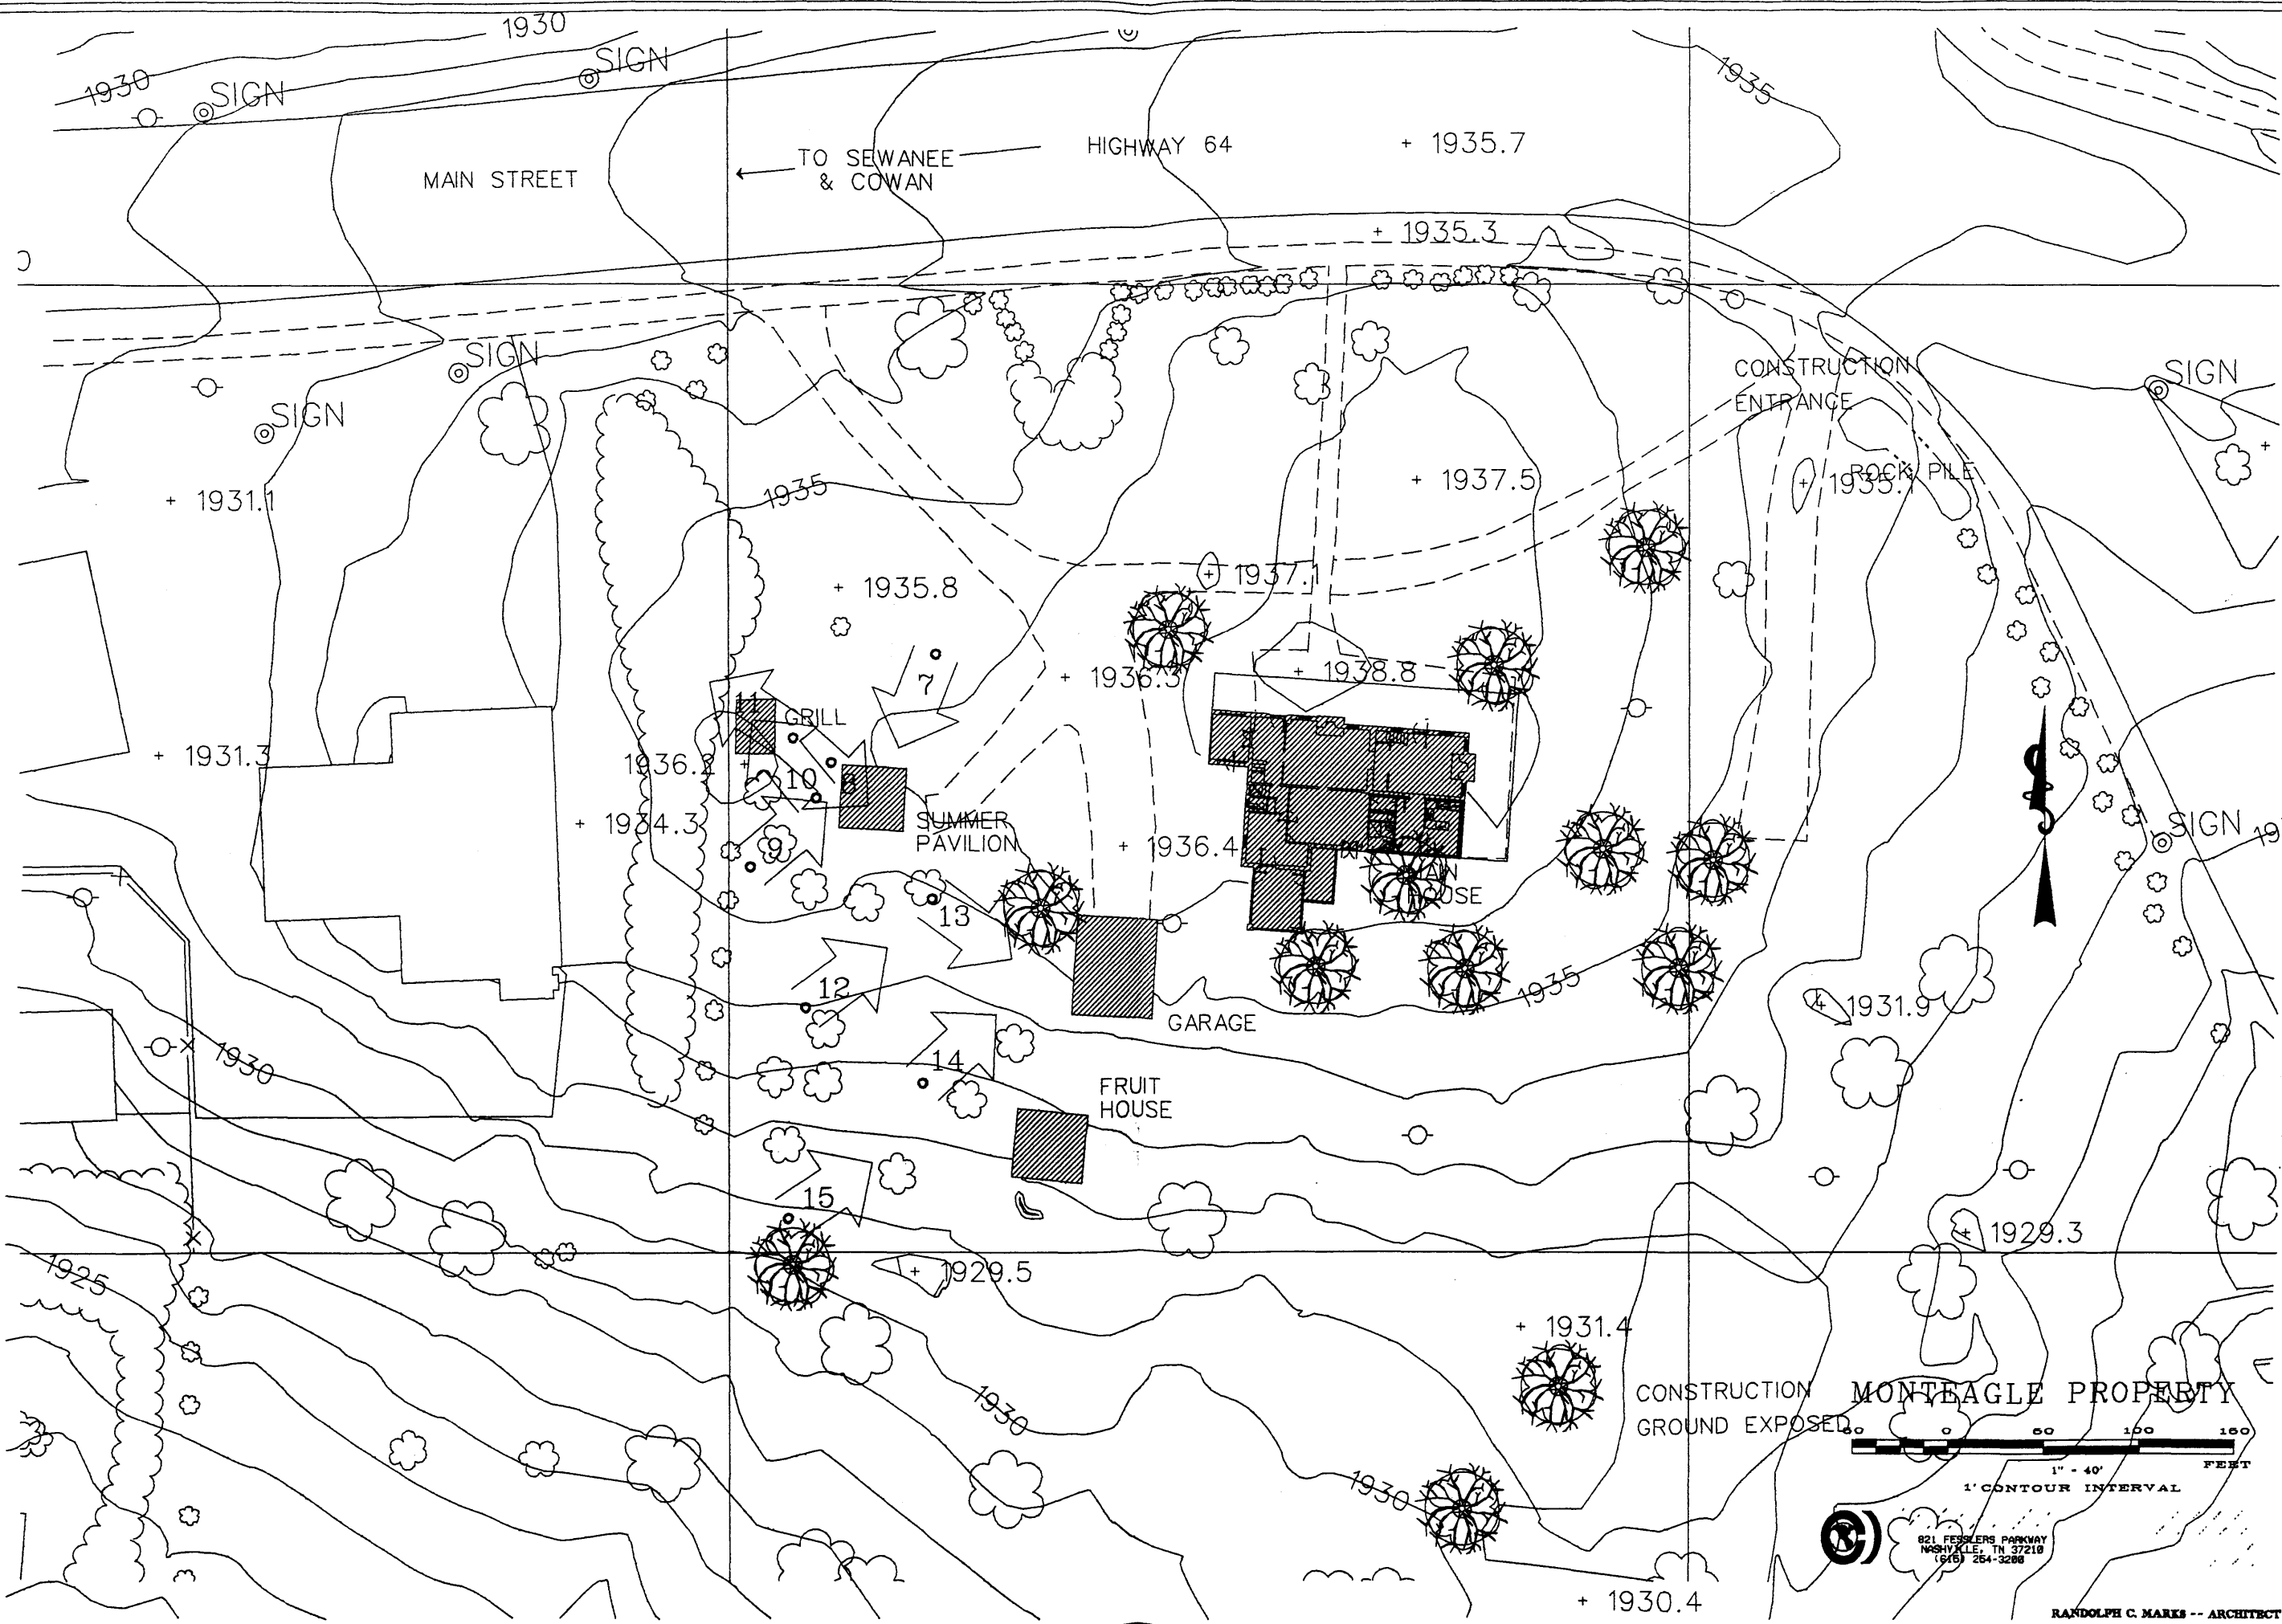 1930
1930
SIGN
SIGN
1935
MAIN STREET
TO SEWANEE
& COWAN
HIGHWAY 64
+ 1935.7
+ 1935.3
SIGN
SIGN
CONSTRUCTION
ENTRANCE
SIGN
+ 1931.1
1935
+ 1937.5
ROCK PILE
+ 1935.1
+ 1935.8
+ 1937.1
7
+ 1936.3
+ 1938.8
11
GRILL
+ 1931.3
1936.2 +
10
8
+ 1934.3
SUMMER
PAVILION
+ 1936.4
SIGN
9
MAIN
HOUSE
13
12
1935
+ 1931.9
GARAGE
1930
14
FRUIT
HOUSE
15
+ 1929.3
1925
+ 1929.5
+ 1931.4
1930
CONSTRUCTION
GROUND EXPOSED
MONTEAGLE PROPERTY
50 0 50 100 150
FEET
1" - 40'
1' CONTOUR INTERVAL
1930
821 FESSLERS PARKWAY
NASHVILLE, TN 37210
(615) 254-3200
+ 1930.4
RANDOLPH C. MARKS -- ARCHITECT